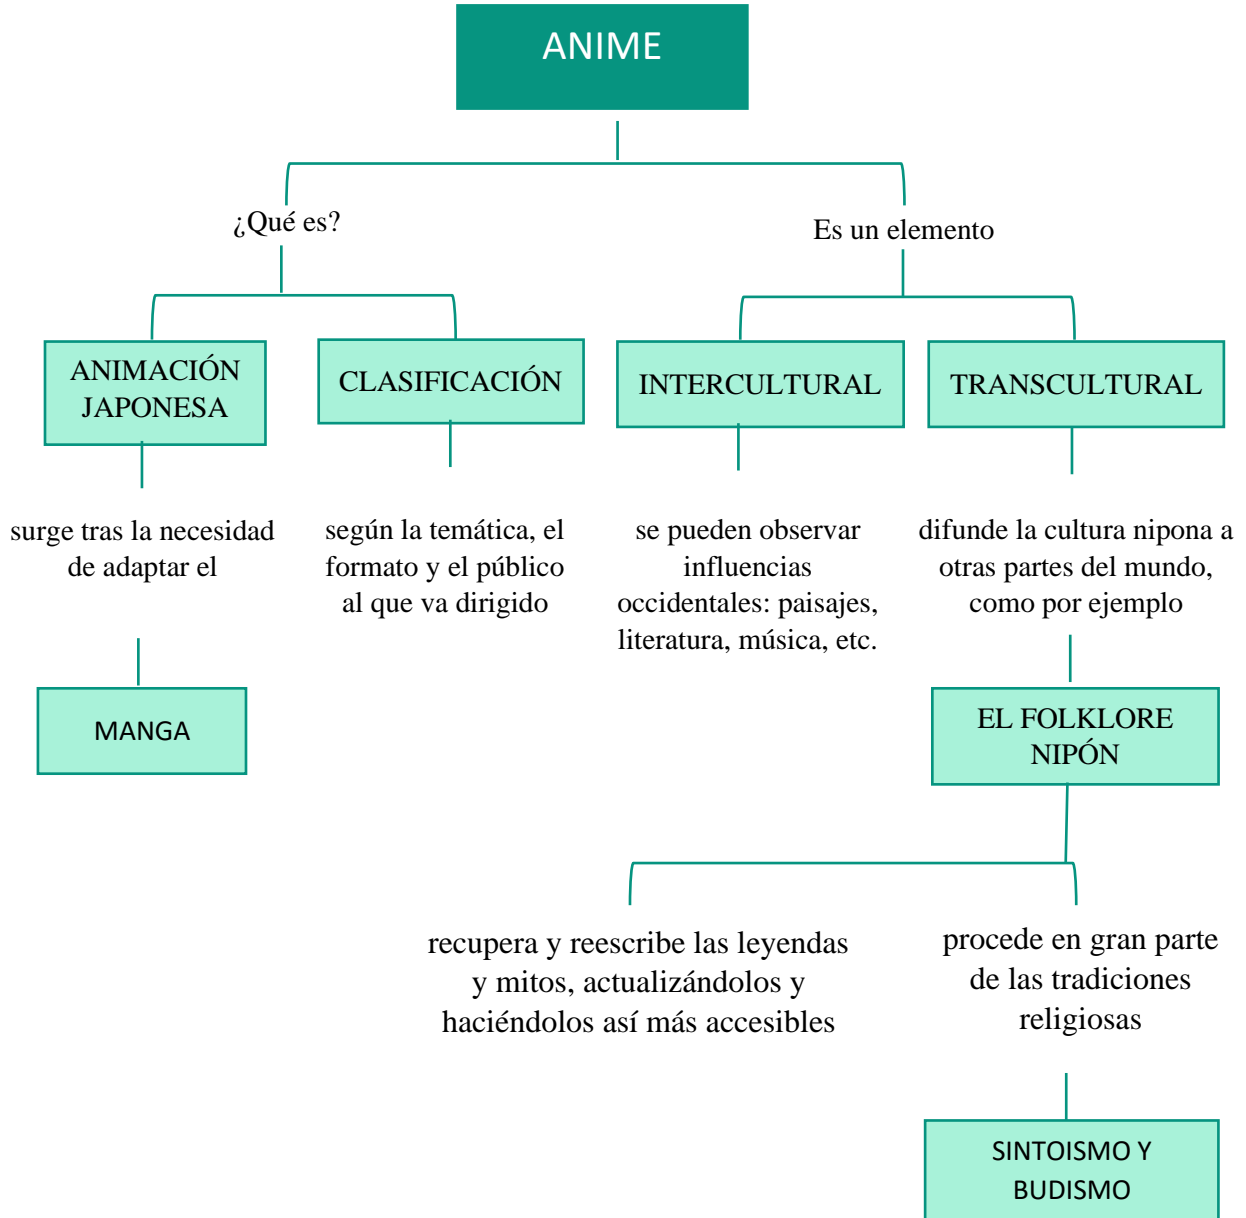 ANIME
¿Qué es?
Es un elemento
ANIMACIÓN
JAPONESA
CLASIFICACIÓN
INTERCULTURAL
TRANSCULTURAL
surge tras la necesidad
de adaptar el
según la temática, el
formato y el público
al que va dirigido
se pueden observar
influencias
occidentales: paisajes,
literatura, música, etc.
difunde la cultura nipona a
otras partes del mundo,
como por ejemplo
MANGA
EL FOLKLORE
NIPÓN
recupera y reescribe las leyendas
y mitos, actualizándolos y
haciéndolos así más accesibles
procede en gran parte
de las tradiciones
religiosas
SINTOISMO Y
BUDISMO